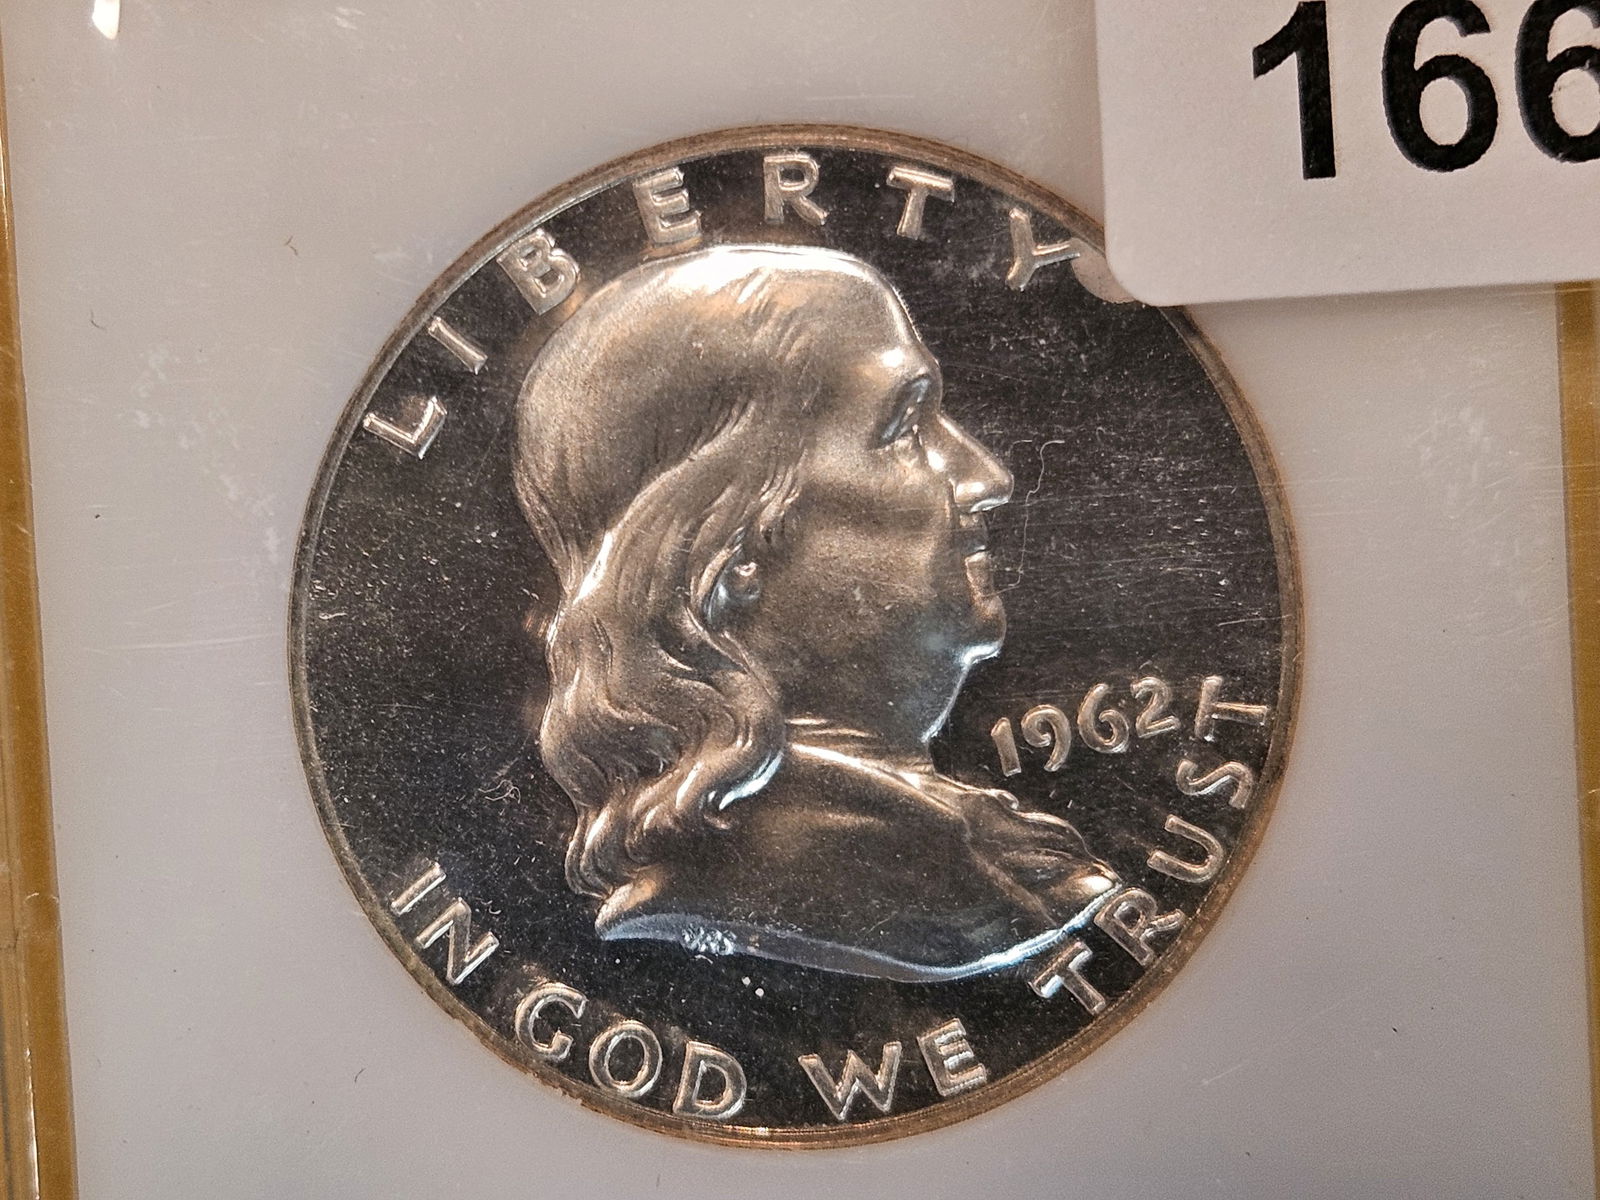 166
LIBERTY
1962
IN GOD WE TRUST